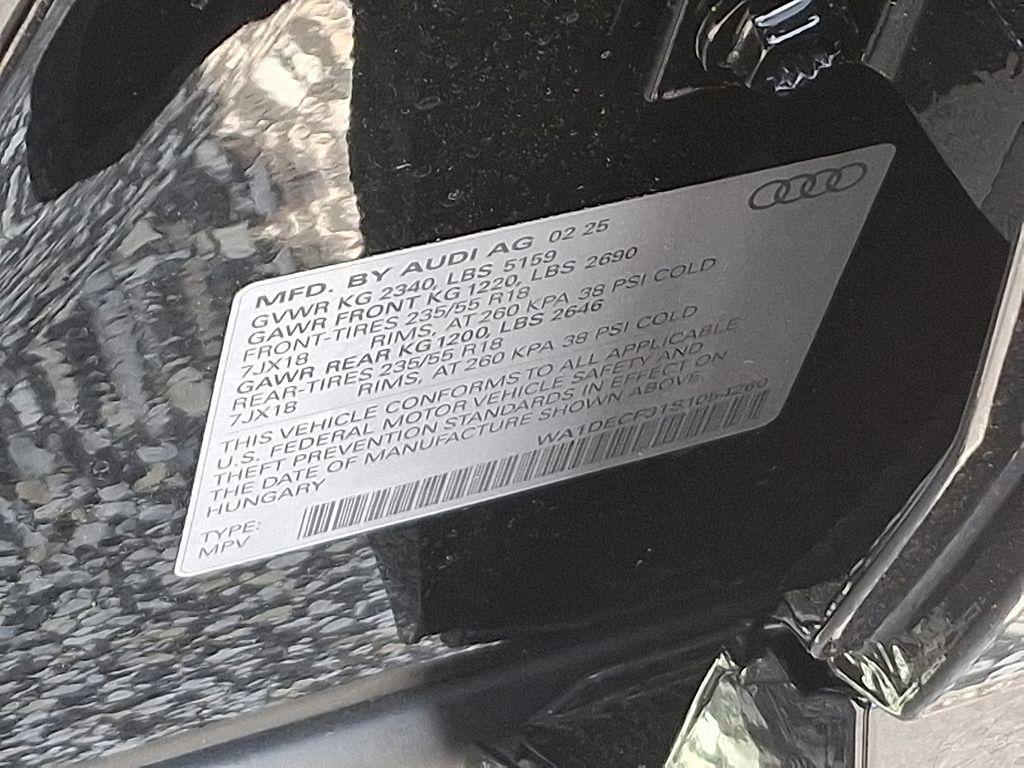 MFD. BY AUDI AG 02 25
GVWR KG 2340, LBS 5159
GAWR FRONT KG 1220, LBS 2690
FRONT-TIRES 235/55 R18
7JX18 RIMS, AT 260 KPA 38 PSI COLD
GAWR REAR KG 1200, LBS 2646
REAR-TIRES 235/55 R18
7JX18 RIMS, AT 260 KPA 38 PSI COLD
THIS VEHICLE CONFORMS TO ALL APPLICABLE
U.S. FEDERAL MOTOR VEHICLE SAFETY AND
THEFT PREVENTION STANDARDS IN EFFECT ON
THE DATE OF MANUFACTURE SHOWN ABOVE.
HUNGARY
TYPE:
MPV